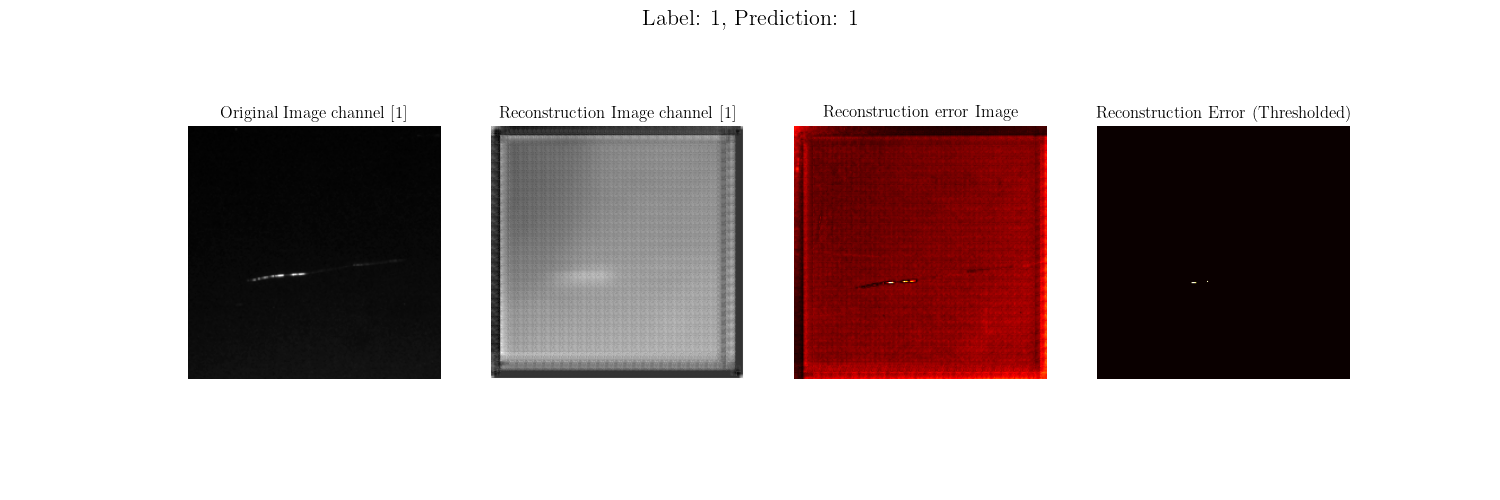 Label: 1, Prediction: 1
Original Image channel [1]
Reconstruction Image channel [1]
Reconstruction error Image
Reconstruction Error (Thresholded)